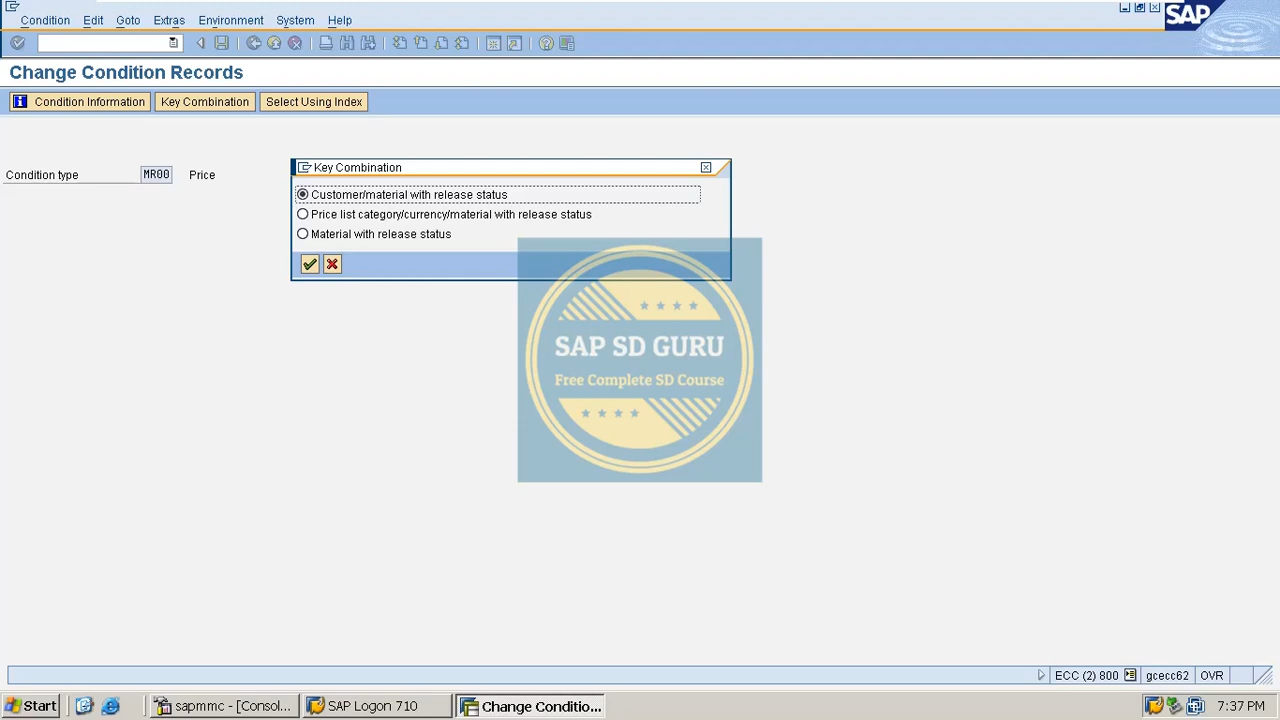 Condition Edit Goto Extras Environment System Help
SAP
Change Condition Records
Condition Information Key Combination Select Using Index
Condition type MR00 Price
Key Combination
Customer/material with release status
Price list category/currency/material with release status
Material with release status
SAP SD GURU
Free Complete SD Course
ECC (2) 800 gcecc62 OVR
Start sapmmc - [Consol... SAP Logon 710 Change Conditio... 7:37 PM